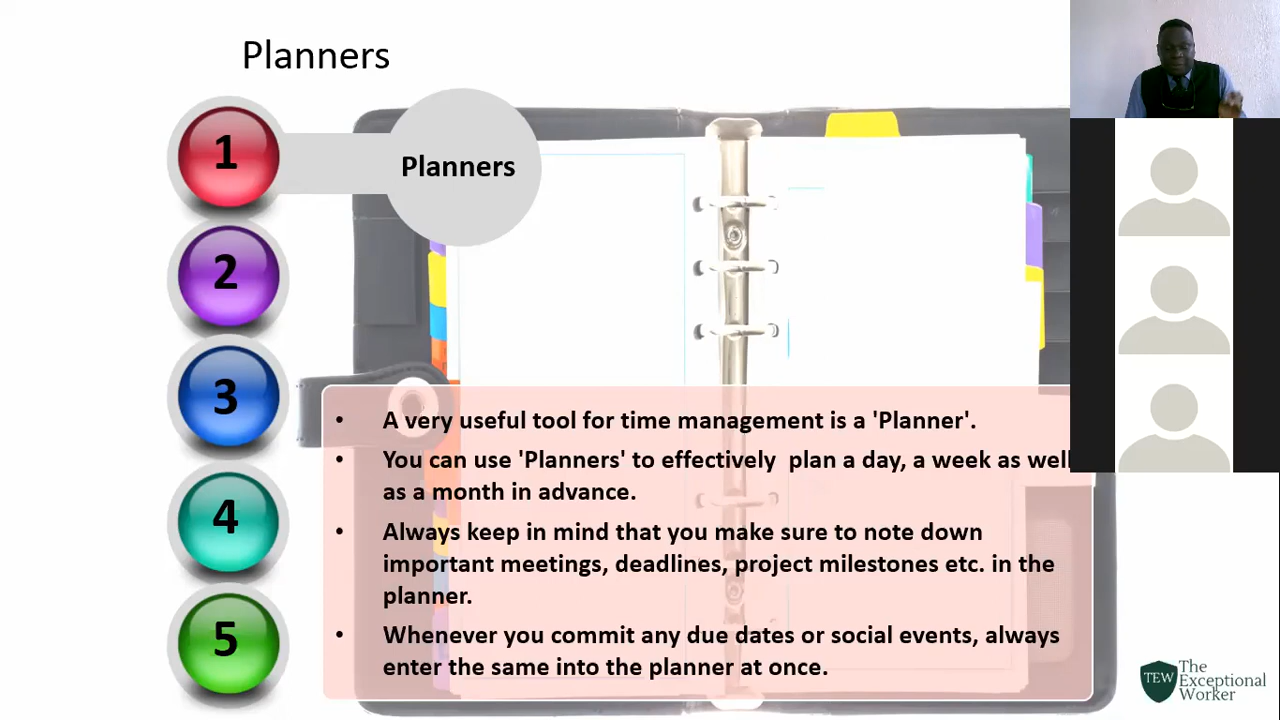 Planners
1
Planners
2
3
4
5
• A very useful tool for time management is a 'Planner'.
• You can use 'Planners' to effectively plan a day, a week as well
as a month in advance.
• Always keep in mind that you make sure to note down
important meetings, deadlines, project milestones etc. in the
planner.
• Whenever you commit any due dates or social events, always
enter the same into the planner at once.
TEW
The
Exceptional
Worker